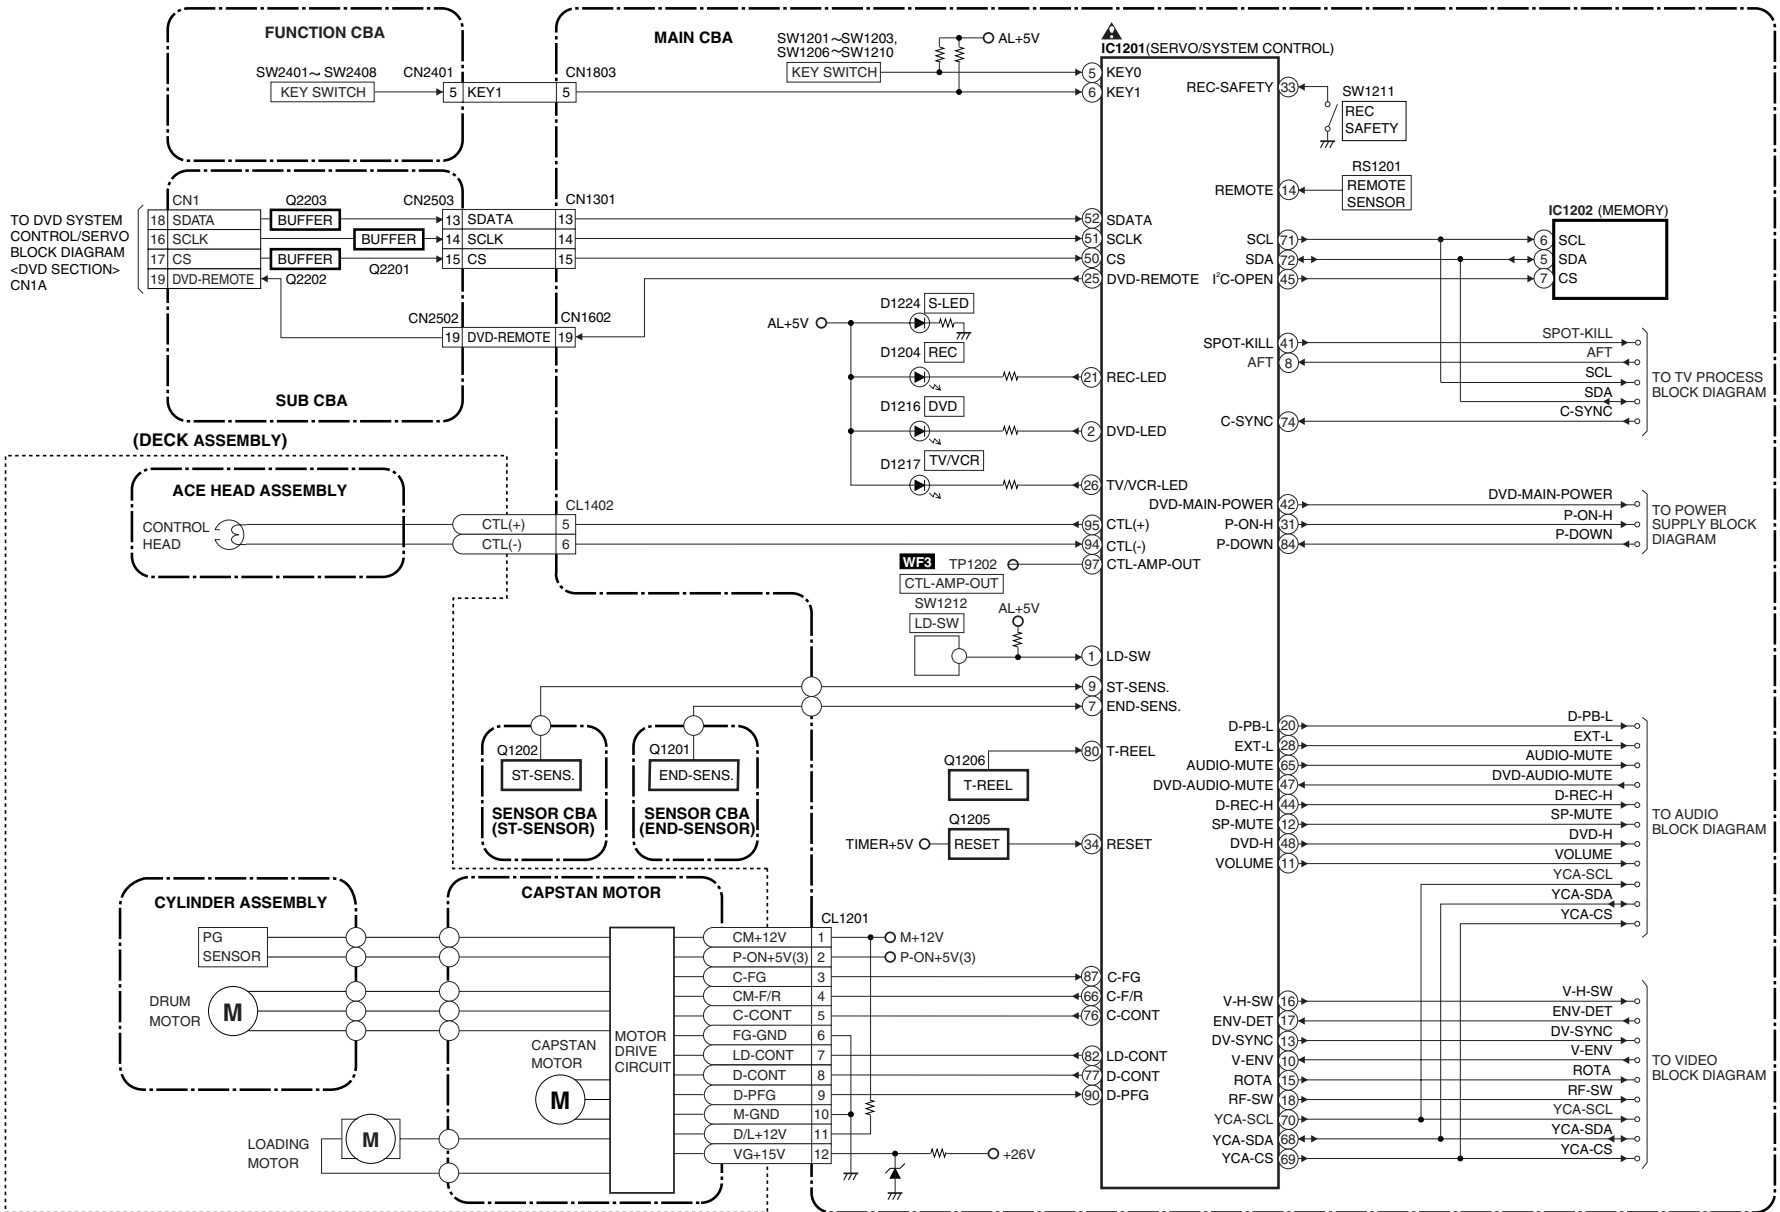 FUNCTION CBA
SW2401~SW2408
KEY SWITCH
CN2401
5 KEY1
CN1803
5
MAIN CBA
SW1201~SW1203,
SW1206~SW1210
KEY SWITCH
AL+5V
IC1201(SERVO/SYSTEM CONTROL)
5 KEY0
6 KEY1
REC-SAFETY 33
SW1211
REC
SAFETY
REMOTE 14
RS1201
REMOTE
SENSOR
TO DVD SYSTEM
CONTROL/SERVO
BLOCK DIAGRAM
<DVD SECTION>
CN1A
CN1
18 SDATA
16 SCLK
17 CS
19 DVD-REMOTE
Q2203
BUFFER
BUFFER
Q2201
BUFFER
Q2202
CN2503
13 SDATA
14 SCLK
15 CS
CN1301
13
14
15
CN2502
19 DVD-REMOTE
CN1602
19
SUB CBA
52 SDATA
51 SCLK
50 CS
25 DVD-REMOTE
SCL 71
SDA 72
I²C-OPEN 45
IC1202 (MEMORY)
6 SCL
5 SDA
7 CS
AL+5V
D1224 S-LED
D1204 REC
D1216 DVD
D1217 TV/VCR
21 REC-LED
2 DVD-LED
26 TV/VCR-LED
SPOT-KILL 41
AFT 8
C-SYNC 74
SPOT-KILL
AFT
SCL
SDA
C-SYNC
TO TV PROCESS
BLOCK DIAGRAM
DVD-MAIN-POWER 42
P-ON-H 31
P-DOWN 84
DVD-MAIN-POWER
P-ON-H
P-DOWN
TO POWER
SUPPLY BLOCK
DIAGRAM
(DECK ASSEMBLY)
ACE HEAD ASSEMBLY
CONTROL
HEAD
CL1402
CTL(+) 5
CTL(-) 6
95 CTL(+)
94 CTL(-)
97 CTL-AMP-OUT
WF3 TP1202
CTL-AMP-OUT
SW1212
LD-SW
AL+5V
1 LD-SW
9 ST-SENS.
7 END-SENS.
Q1202
ST-SENS.
SENSOR CBA
(ST-SENSOR)
Q1201
END-SENS.
SENSOR CBA
(END-SENSOR)
80 T-REEL
Q1206
T-REEL
Q1205
TIMER+5V
RESET
34 RESET
D-PB-L 20
EXT-L 28
AUDIO-MUTE 65
DVD-AUDIO-MUTE 47
D-REC-H 44
SP-MUTE 12
DVD-H 48
VOLUME 11
D-PB-L
EXT-L
AUDIO-MUTE
DVD-AUDIO-MUTE
D-REC-H
SP-MUTE
DVD-H
VOLUME
YCA-SCL
YCA-SDA
YCA-CS
TO AUDIO
BLOCK DIAGRAM
CYLINDER ASSEMBLY
PG
SENSOR
DRUM
MOTOR
M
CAPSTAN MOTOR
CAPSTAN
MOTOR
M
LOADING
MOTOR
M
MOTOR
DRIVE
CIRCUIT
CL1201
CM+12V 1
P-ON+5V(3) 2
C-FG 3
CM-F/R 4
C-CONT 5
FG-GND 6
LD-CONT 7
D-CONT 8
D-PFG 9
M-GND 10
D/L+12V 11
VG+15V 12
M+12V
P-ON+5V(3)
+26V
87 C-FG
66 C-F/R
76 C-CONT
82 LD-CONT
77 D-CONT
90 D-PFG
V-H-SW 16
ENV-DET 17
DV-SYNC 13
V-ENV 10
ROTA 15
RF-SW 18
YCA-SCL 70
YCA-SDA 68
YCA-CS 69
V-H-SW
ENV-DET
DV-SYNC
V-ENV
ROTA
RF-SW
YCA-SCL
YCA-SDA
YCA-CS
TO VIDEO
BLOCK DIAGRAM